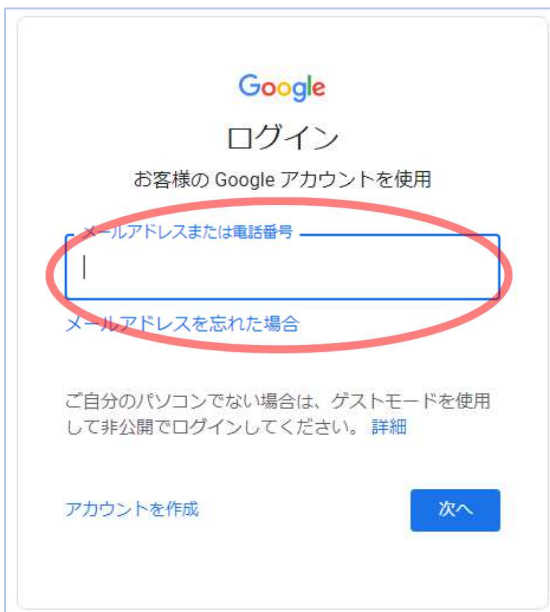 Google
ログイン
お客様の Google アカウントを使用
メールアドレスまたは電話番号
メールアドレスを忘れた場合
ご自分のパソコンでない場合は、ゲストモードを使用
して非公開でログインしてください。 詳細
アカウントを作成
次へ